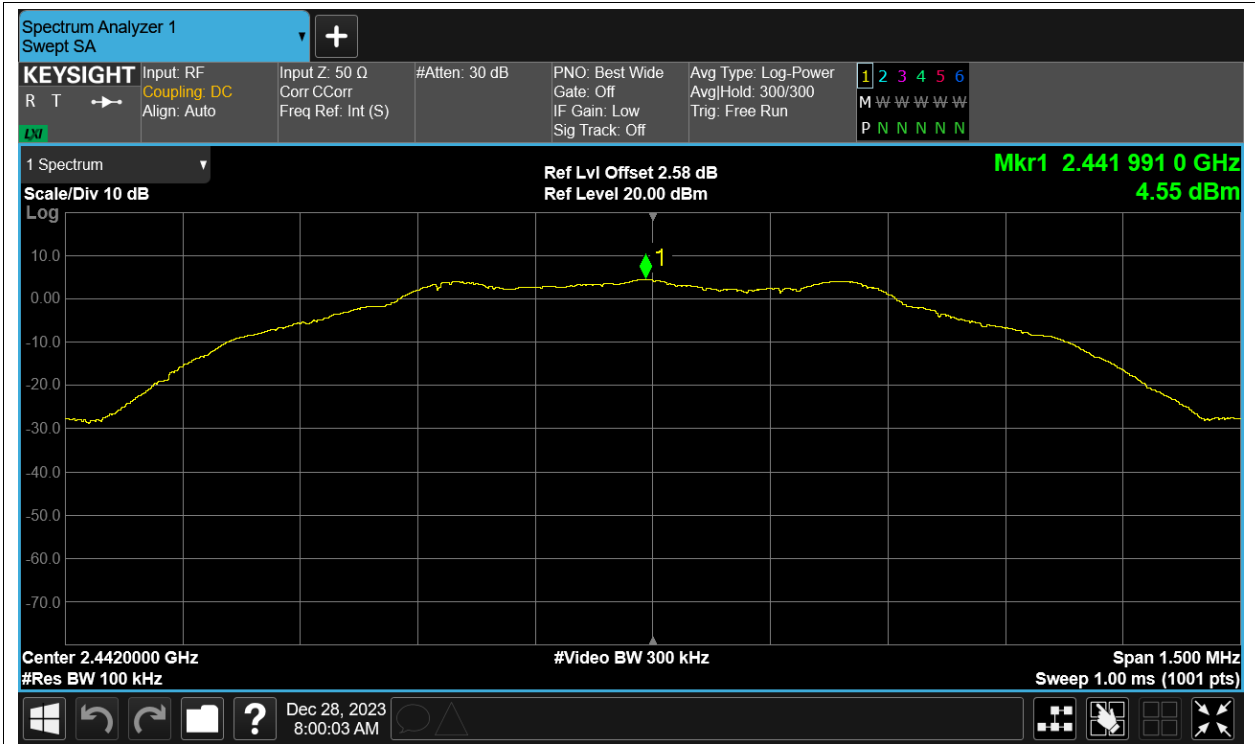 Spectrum Analyzer 1
Swept SA
+
KEYSIGHT
R T
LXI
Input: RF
Coupling: DC
Align: Auto
Input Z: 50 Ω
Corr CCorr
Freq Ref: Int (S)
#Atten: 30 dB
PNO: Best Wide
Gate: Off
IF Gain: Low
Sig Track: Off
Avg Type: Log-Power
Avg|Hold: 300/300
Trig: Free Run
1 2 3 4 5 6
M W W W W W
P N N N N N
1 Spectrum
Scale/Div 10 dB
Log
Ref Lvl Offset 2.58 dB
Ref Level 20.00 dBm
Mkr1 2.441 991 0 GHz
4.55 dBm
1
10.0
0.00
-10.0
-20.0
-30.0
-40.0
-50.0
-60.0
-70.0
Center 2.4420000 GHz
#Res BW 100 kHz
#Video BW 300 kHz
Span 1.500 MHz
Sweep 1.00 ms (1001 pts)
?
Dec 28, 2023
8:00:03 AM